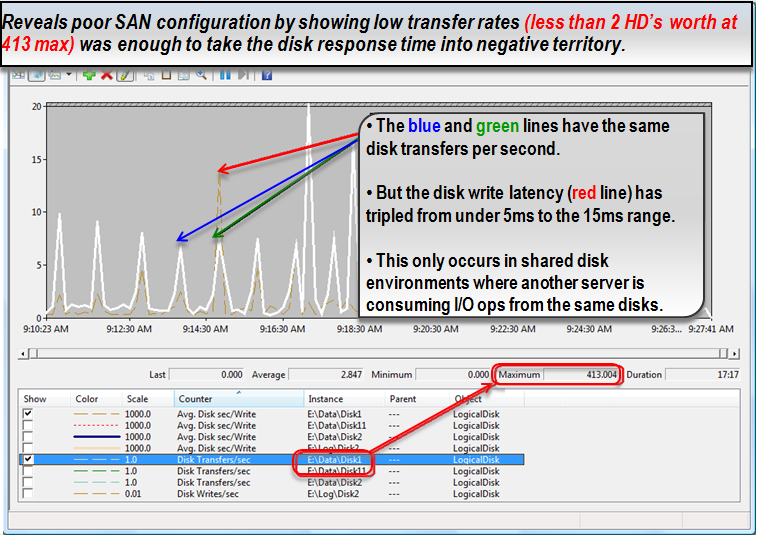 Reveals poor SAN configuration by showing low transfer rates (less than 2 HD's worth at
413 max) was enough to take the disk response time into negative territory.
20
15
10
5
0
• The blue and green lines have the same
disk transfers per second.
• But the disk write latency (red line) has
tripled from under 5ms to the 15ms range.
• This only occurs in shared disk
environments where another server is
consuming I/O ops from the same disks.
9:10:23 AM 9:12:30 AM 9:14:30 AM 9:16:30 AM 9:18:30 AM 9:20:30 AM 9:22:30 AM 9:24:30 AM 9:26:3... 9:27:41 AM
Last 0.000 Average 2.847 Minimum 0.000 Maximum 413.004 Duration 17:17
Show Color Scale Counter Instance Parent Object
1000.0 Avg. Disk sec/Write E:\Data\Disk1 --- LogicalDisk
1000.0 Avg. Disk sec/Write E:\Data\Disk11 --- LogicalDisk
1000.0 Avg. Disk sec/Write E:\Data\Disk2 --- LogicalDisk
1000.0 Avg. Disk sec/Write E:\Log\Disk2 --- LogicalDisk
1.0 Disk Transfers/sec E:\Data\Disk1 --- LogicalDisk
1.0 Disk Transfers/sec E:\Data\Disk11 --- LogicalDisk
1.0 Disk Transfers/sec E:\Data\Disk2 --- LogicalDisk
0.01 Disk Writes/sec E:\Log\Disk2 --- LogicalDisk